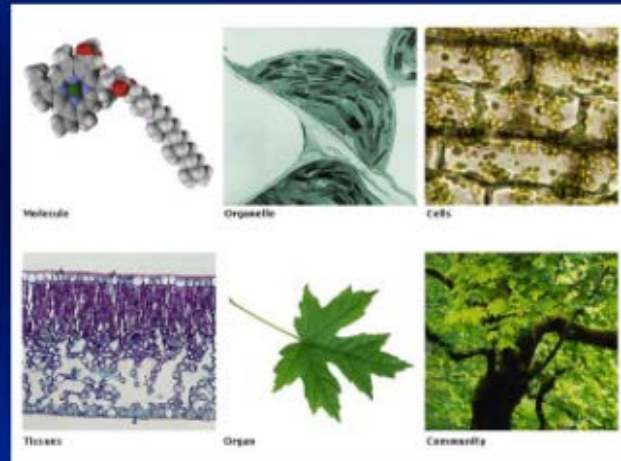 Molecule
Organelle
Cells
Tissues
Organ
Community